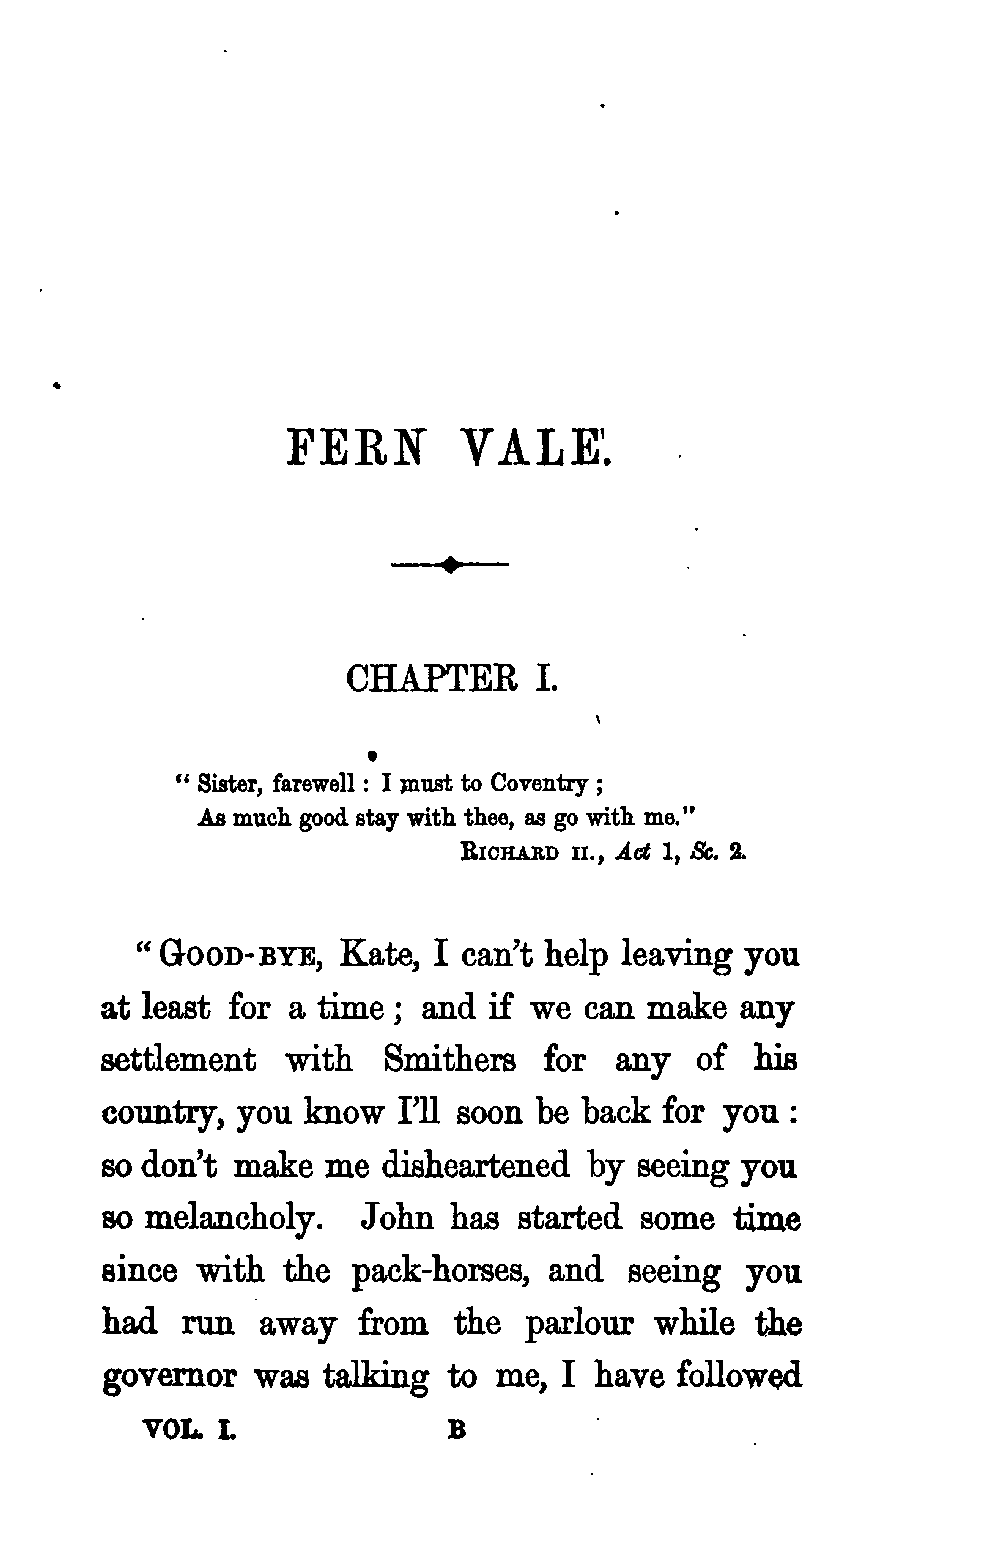 FERN VALE.
CHAPTER I.
"Sister, farewell: I must to Coventry;
As much good stay with thee, as go with me."
RICHARD II., Act 1, Sc. 2.
"GOOD-BYE, Kate, I can't help leaving you
at least for a time; and if we can make any
settlement with Smithers for any of his
country, you know I'll soon be back for you:
so don't make me disheartened by seeing you
so melancholy. John has started some time
since with the pack-horses, and seeing you
had run away from the parlour while the
governor was talking to me, I have followed
VOL. I. B